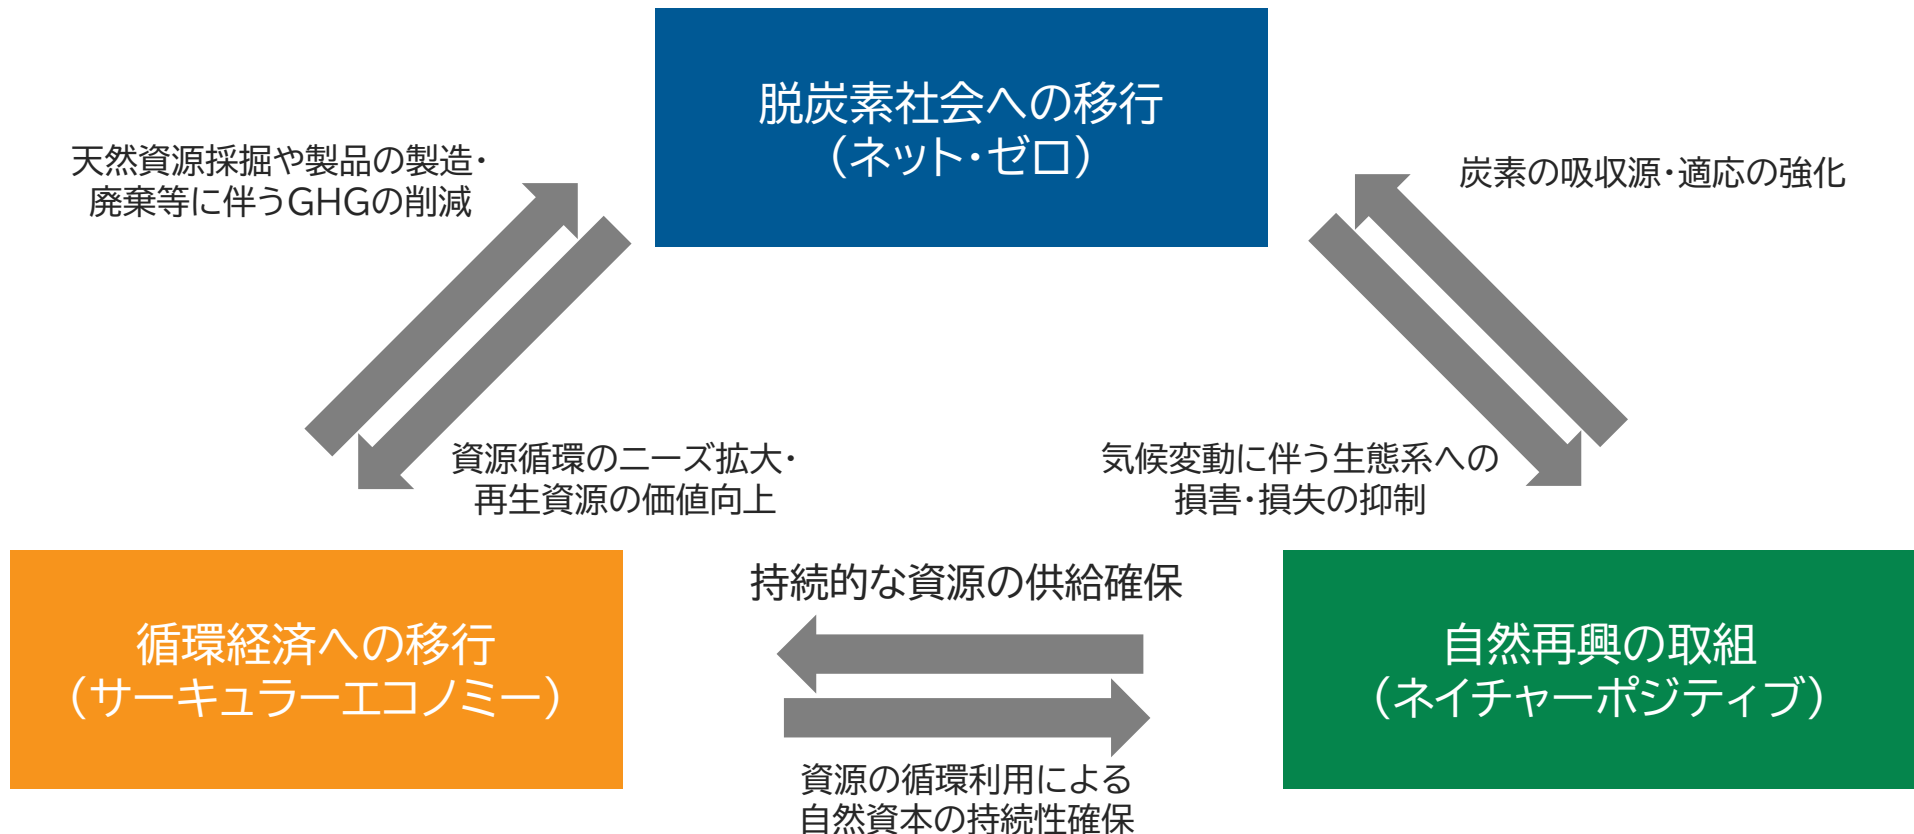 脱炭素社会への移行
（ネット・ゼロ）
天然資源採掘や製品の製造・
廃棄等に伴うGHGの削減
炭素の吸収源・適応の強化
資源循環のニーズ拡大・
再生資源の価値向上
気候変動に伴う生態系への
損害・損失の抑制
循環経済への移行
（サーキュラーエコノミー）
持続的な資源の供給確保
自然再興の取組
（ネイチャーポジティブ）
資源の循環利用による
自然資本の持続性確保